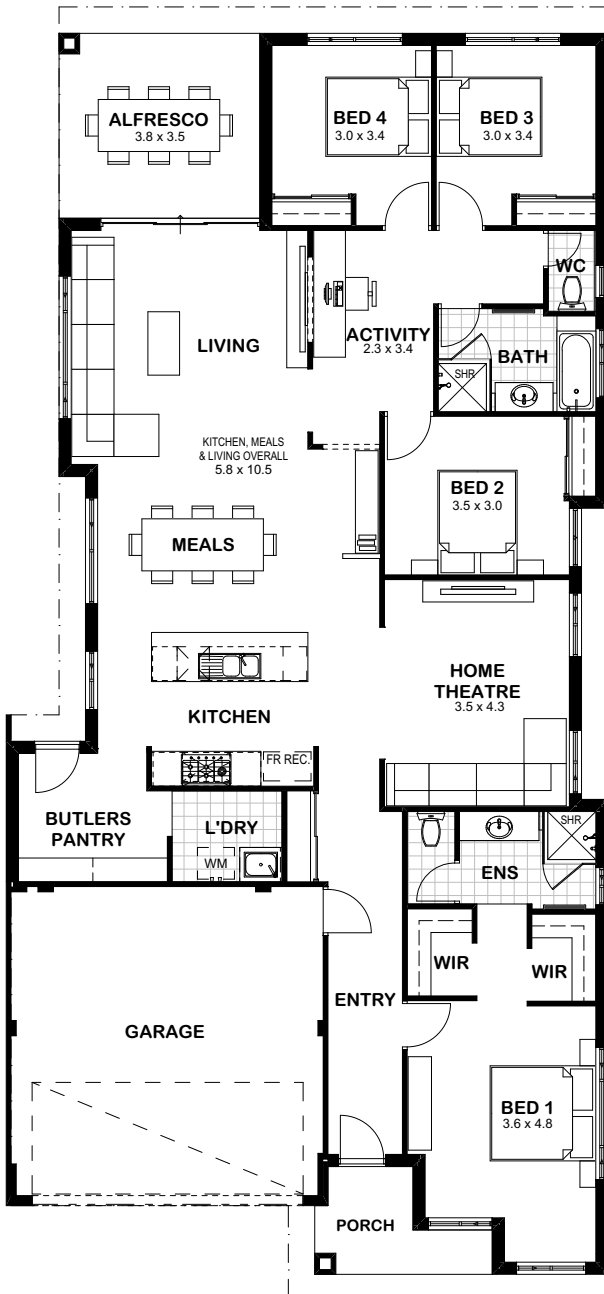 ALFRESCO
3.8 x 3.5
BED 4
3.0 x 3.4
BED 3
3.0 x 3.4
WC
LIVING
ACTIVITY
2.3 x 3.4
BATH
SHR
KITCHEN, MEALS
& LIVING OVERALL
5.8 x 10.5
BED 2
3.5 x 3.0
MEALS
HOME
THEATRE
3.5 x 4.3
KITCHEN
FR REC.
BUTLERS
PANTRY
L'DRY
WM
SHR
ENS
WIR
WIR
ENTRY
GARAGE
BED 1
3.6 x 4.8
PORCH